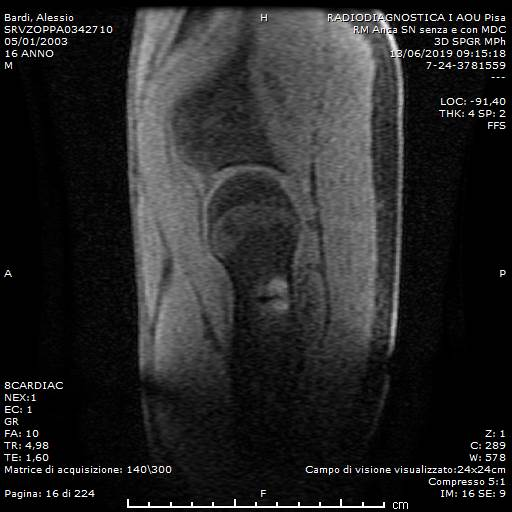 Bardi, Alessio
SRVZOPPA0342710
05/01/2003
16 ANNO
M
H
RADIODIAGNOSTICA I AOU Pisa
RM Anca SN senza e con MDC
3D SPGR MPh
13/06/2019 09:15:18
7-24-3781559
---
LOC: -91,40
THK: 4 SP: 2
FFS
A
P
8CARDIAC
NEX:1
EC: 1
GR
FA: 10
TR: 4,98
TE: 1,60
Matrice di acquisizione: 140\300
Pagina: 16 di 224
F
Z: 1
C: 289
W: 578
Campo di visione visualizzato:24x24cm
Compresso 5:1
IM: 16 SE: 9
cm